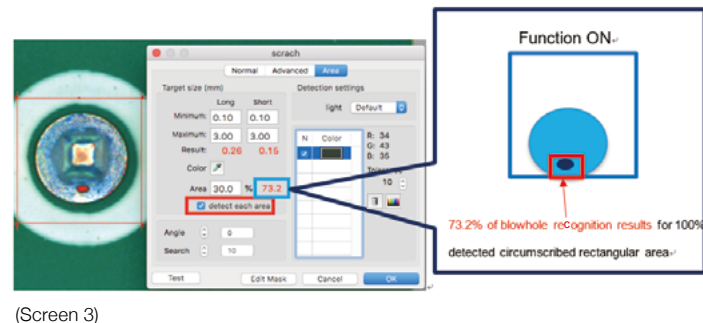 scrach
Normal Advanced Area
Target size (mm)
Long Short
Minimum: 0.10 0.10
Maximum: 3.00 3.00
Result: 0.26 0.15
Color
Area 30.0 % 73.2
detect each area
Angle 0
Search 10
Detection settings
light Default
N Color
R: 34
G: 43
B: 35
10
Test Edit Mask Cancel OK
Function ON
73.2% of blowhole recognition results for 100%
detected circumscribed rectangular area
(Screen 3)